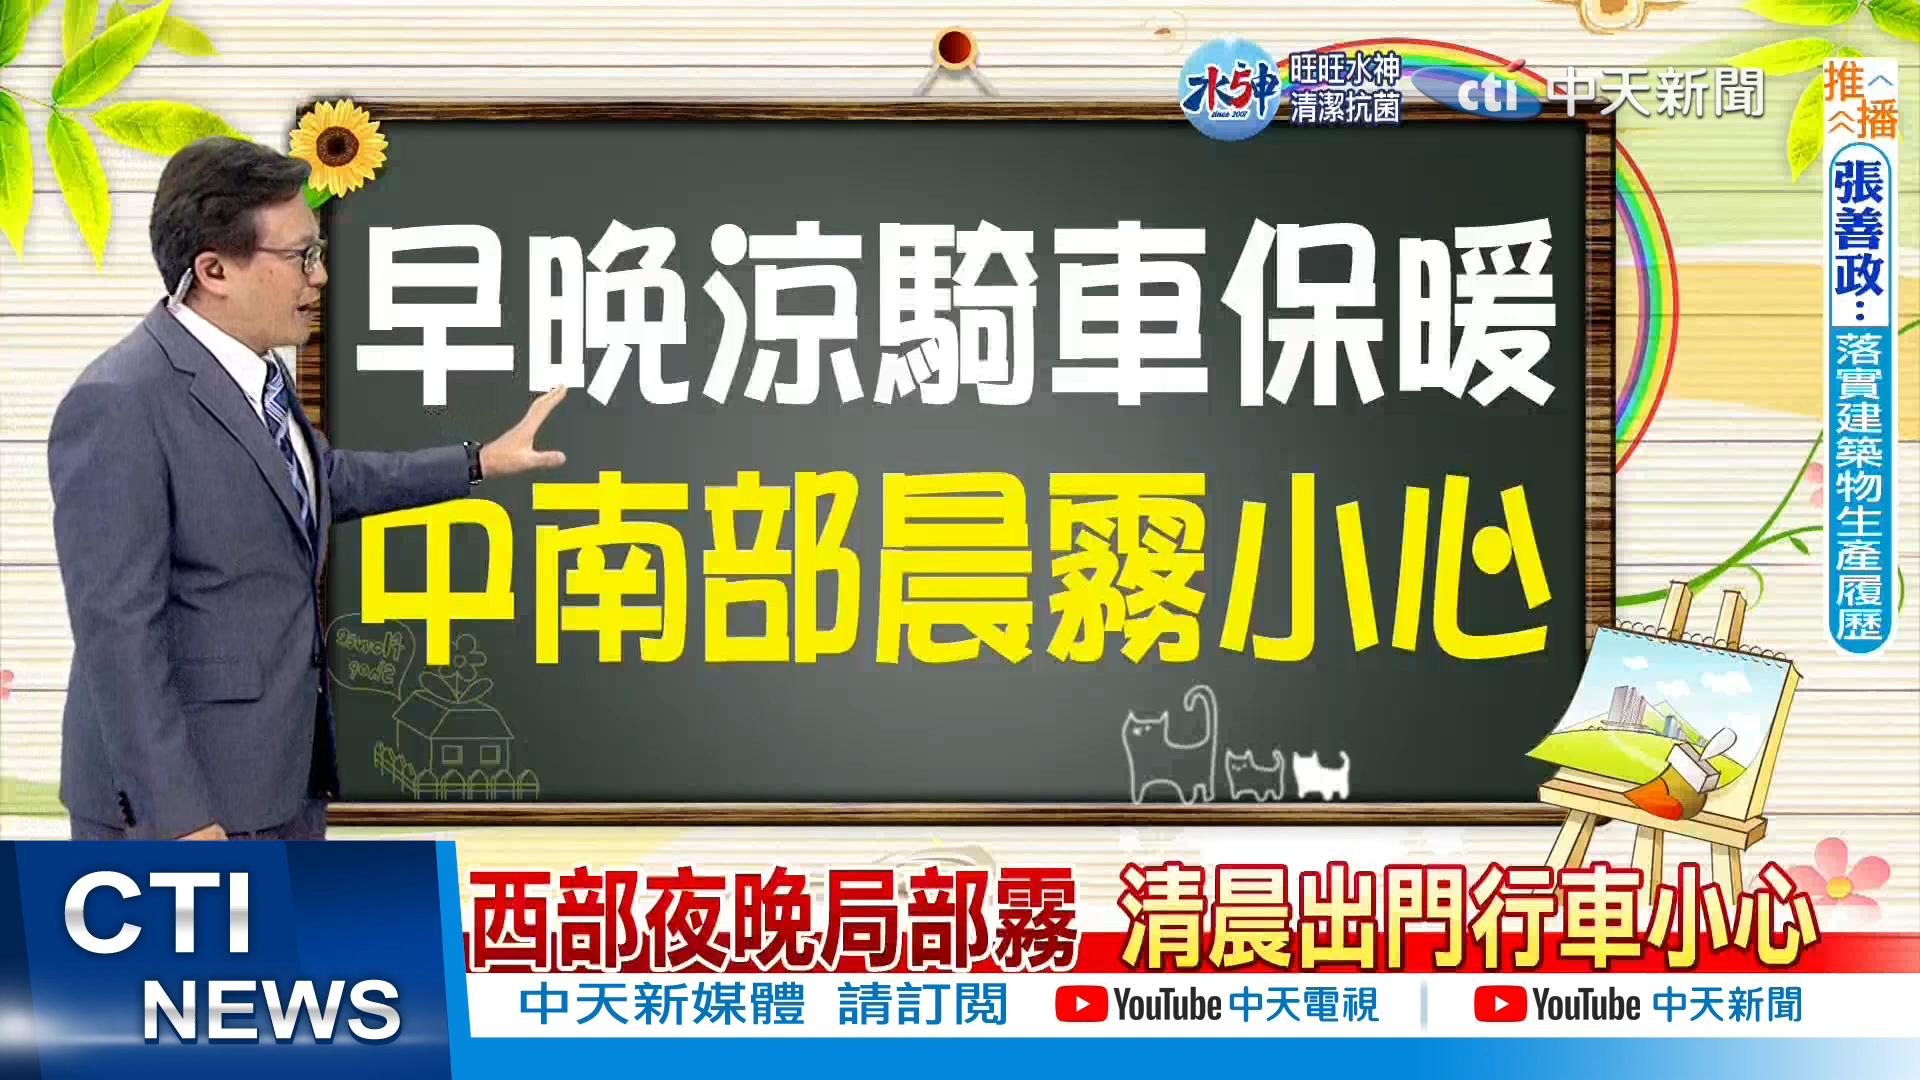 水神
since 2007
旺旺水神
清潔抗菌
cti 中天新聞
推播
張善政：落實建築物生產履歷
早晚涼騎車保暖
中南部晨霧小心
西部夜晚局部霧 清晨出門行車小心
CTI
NEWS
中天新媒體 請訂閱 YouTube 中天電視 | YouTube 中天新聞